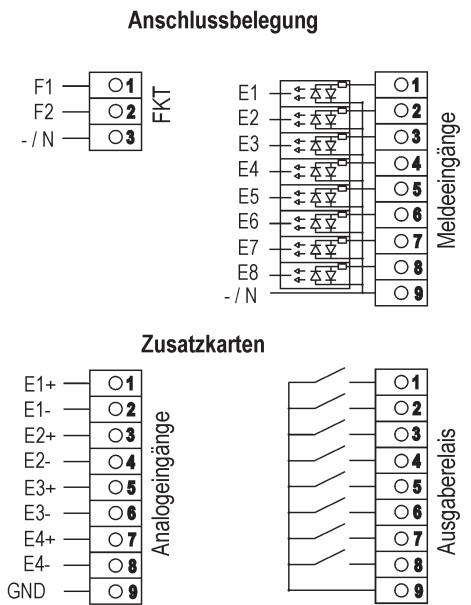 Anschlussbelegung
F1 1
F2 2
- / N 3
FKT
E1 1
E2 2
E3 3
E4 4
E5 5
E6 6
E7 7
E8 8
- / N 9
Meldeeingänge
Zusatzkarten
E1+ 1
E1- 2
E2+ 3
E2- 4
E3+ 5
E3- 6
E4+ 7
E4- 8
GND 9
Analogeingänge
1
2
3
4
5
6
7
8
9
Ausgaberelais